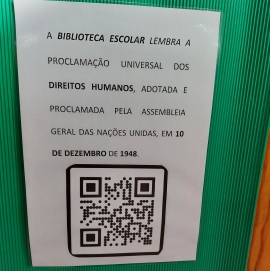 A BIBLIOTECA ESCOLAR LEMBRA A
PROCLAMAÇÃO UNIVERSAL DOS
DIREITOS HUMANOS, ADOTADA E
PROCLAMADA PELA ASSEMBLEIA
GERAL DAS NAÇÕES UNIDAS, EM 10
DE DEZEMBRO DE 1948.